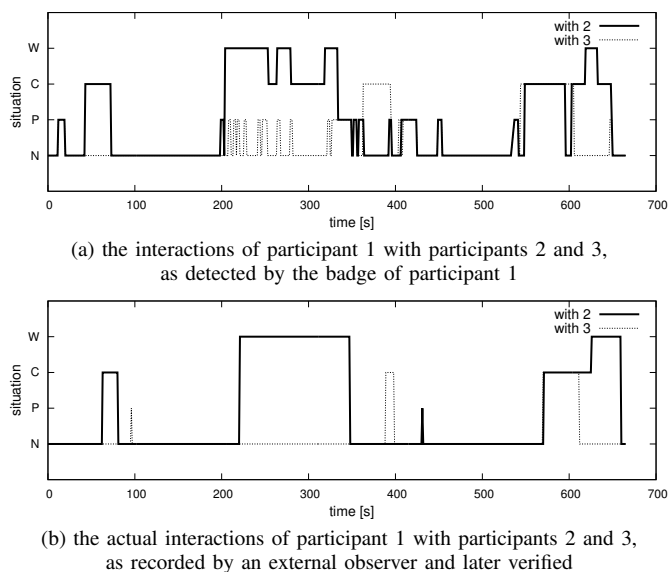 with 2
with 3
W
C
P
N
situation
0 100 200 300 400 500 600 700
time [s]
(a) the interactions of participant 1 with participants 2 and 3,
as detected by the badge of participant 1
with 2
with 3
W
C
P
N
situation
0 100 200 300 400 500 600 700
time [s]
(b) the actual interactions of participant 1 with participants 2 and 3,
as recorded by an external observer and later verified